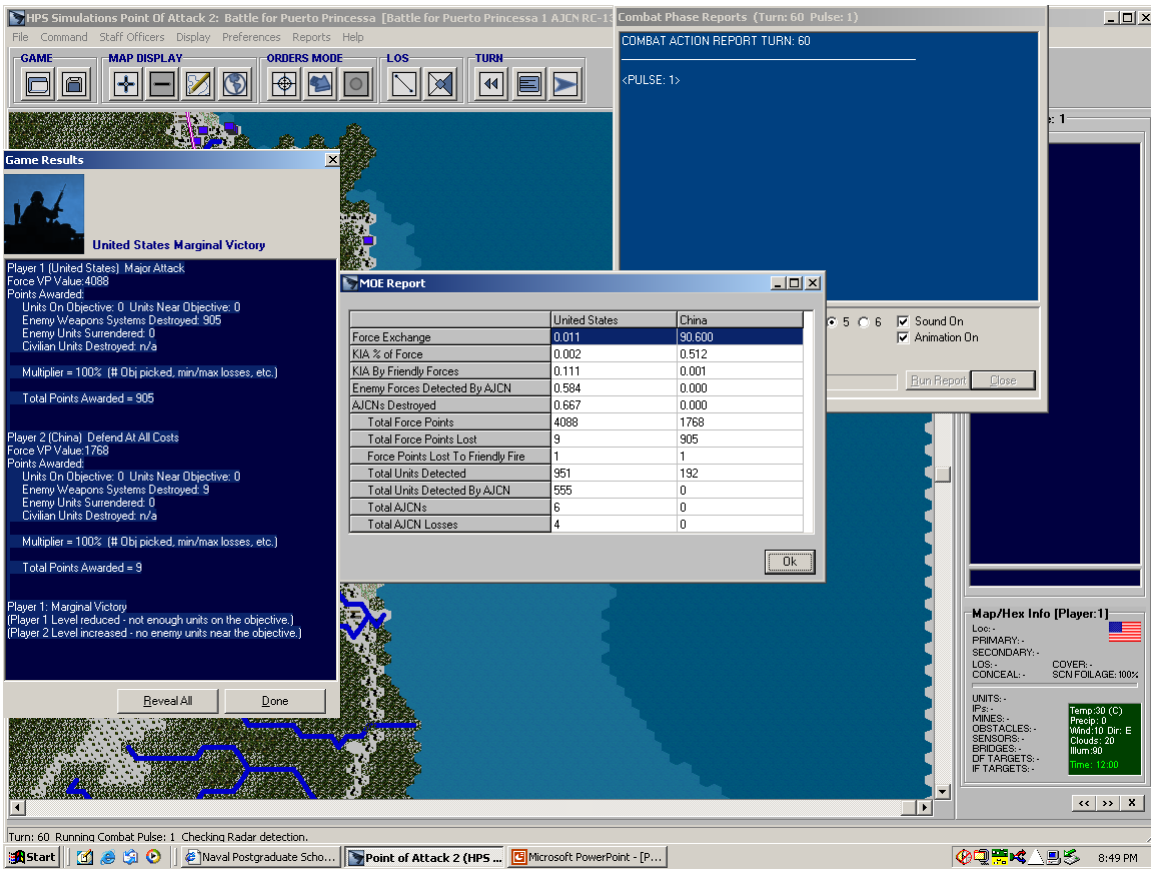 HPS Simulations Point Of Attack 2: Battle for Puerto Princessa [Battle for Puerto Princessa 1 AJCN RC-13
File Command Staff Officers Display Preferences Reports Help
GAME MAP DISPLAY ORDERS MODE LOS TURN
Combat Phase Reports (Turn: 60 Pulse: 1)
COMBAT ACTION REPORT TURN: 60
<PULSE: 1>
5 6 Sound On
Animation On
Run Report Close
e: 1
Game Results
United States Marginal Victory
Player 1 (United States) Major Attack
Force VP Value:4088
Points Awarded:
Units On Objective: 0 Units Near Objective: 0
Enemy Weapons Systems Destroyed: 905
Enemy Units Surrendered: 0
Civilian Units Destroyed: n/a
Multiplier = 100% (# Obj picked, min/max losses, etc.)
Total Points Awarded = 905
Player 2 (China) Defend At All Costs
Force VP Value:1768
Points Awarded:
Units On Objective: 0 Units Near Objective: 0
Enemy Weapons Systems Destroyed: 9
Enemy Units Surrendered: 0
Civilian Units Destroyed: n/a
Multiplier = 100% (# Obj picked, min/max losses, etc.)
Total Points Awarded = 9
Player 1: Marginal Victory
(Player 1 Level reduced - not enough units on the objective.)
(Player 2 Level increased - no enemy units near the objective.)
Reveal All Done
MOE Report
United States China
Force Exchange 0.011 90.600
KIA % of Force 0.002 0.512
KIA By Friendly Forces 0.111 0.001
Enemy Forces Detected By AJCN 0.584 0.000
AJCNs Destroyed 0.667 0.000
Total Force Points 4088 1768
Total Force Points Lost 9 905
Force Points Lost To Friendly Fire 1 1
Total Units Detected 951 192
Total Units Detected By AJCN 555 0
Total AJCNs 6 0
Total AJCN Losses 4 0
Ok
Map/Hex Info [Player:1]
Loc: -
PRIMARY: -
SECONDARY: -
LOS: - COVER: -
CONCEAL: - SCN FOILAGE: 100%
UNITS: -
IPs: -
MINES: -
OBSTACLES: -
SENSORS: -
BRIDGES: -
DF TARGETS: -
IF TARGETS: -
Temp:30 (C)
Precip: 0
Wind:10 Dir: E
Clouds: 20
Illum:90
Time: 12:00
<< >> X
Turn: 60 Running Combat Pulse: 1 Checking Radar detection.
Start Naval Postgraduate Scho... Point of Attack 2 (HPS ... Microsoft PowerPoint - [P... 8:49 PM